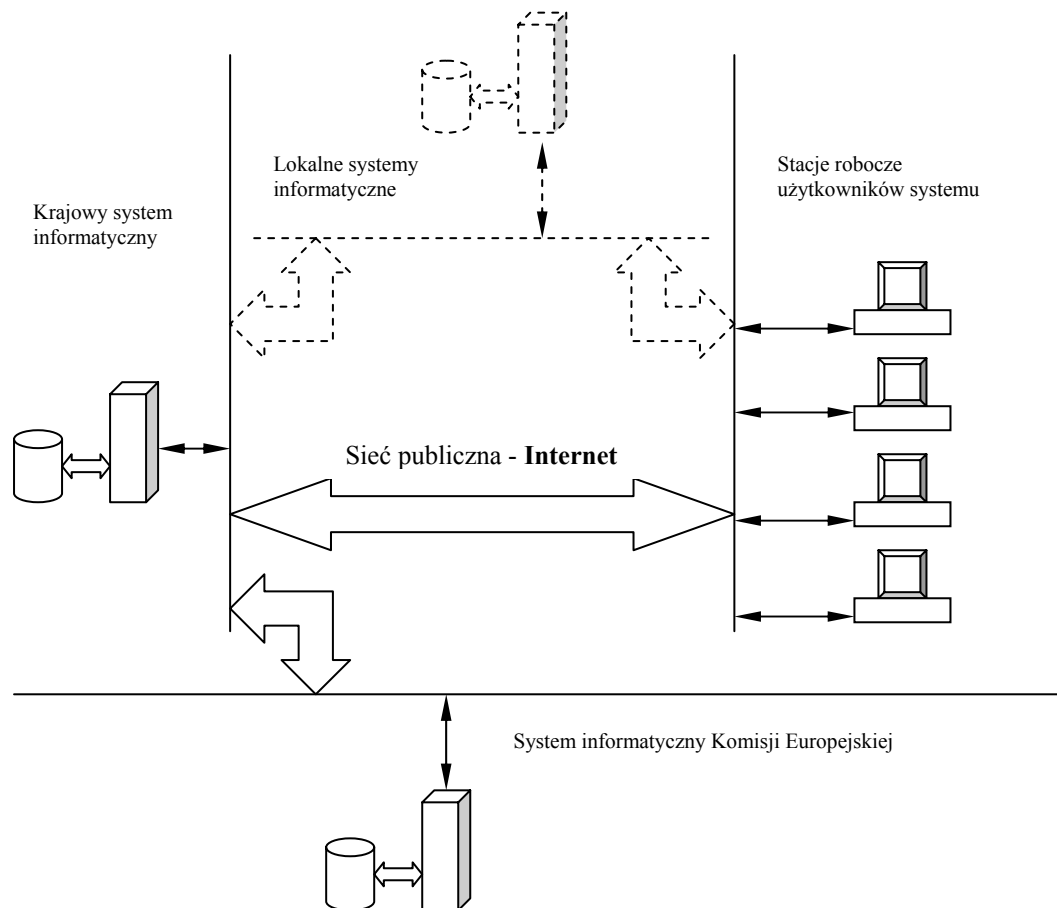 Lokalne systemy
informatyczne
Stacje robocze
użytkowników systemu
Krajowy system
informatyczny
Sieć publiczna - Internet
System informatyczny Komisji Europejskiej